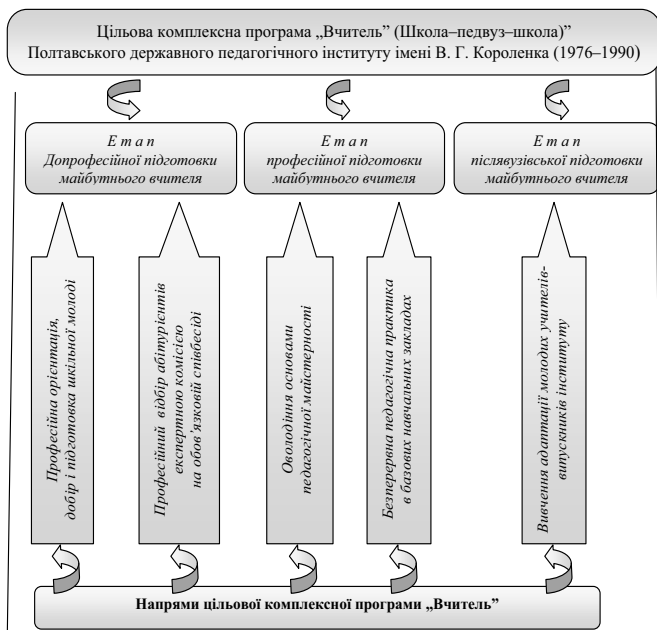 Цільова комплексна програма „Вчитель” (Школа–педвуз–школа)”
Полтавського державного педагогічного інституту імені В. Г. Короленка (1976–1990)
Е т а п
Допрофесійної підготовки
майбутнього вчителя
Е т а п
професійної підготовки
майбутнього вчителя
Е т а п
післявузівської підготовки
майбутнього вчителя
Професійна орієнтація,
добір і підготовка шкільної молоді
Професійний відбір абітурієнтів
експертною комісією
на обов’язковій співбесіді
Оволодіння основами
педагогічної майстерності
Безперервна педагогічна практика
в базових навчальних закладах
Вивчення адаптації молодих учителів-
випускників інституту
Напрями цільової комплексної програми „Вчитель”